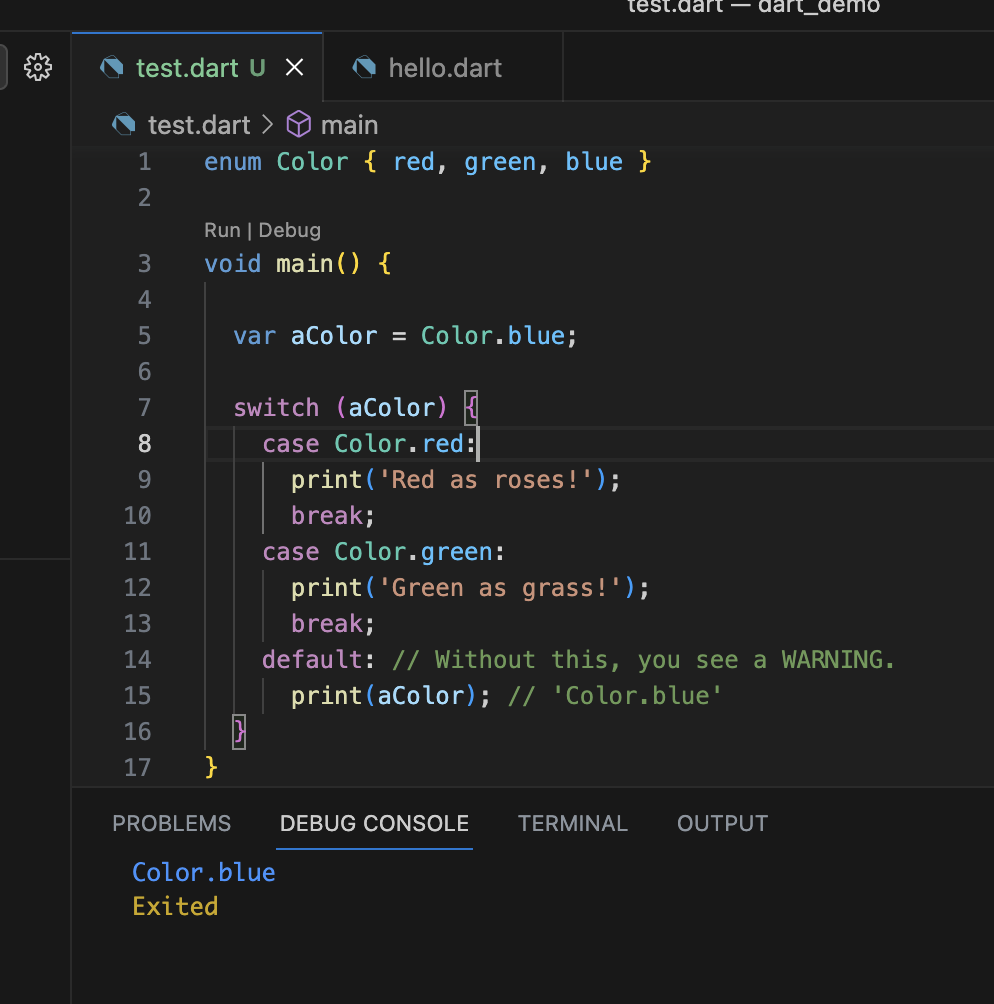 test.dart — dart_demo
test.dart U
hello.dart
test.dart > main
1 enum Color { red, green, blue }
2
Run | Debug
3 void main() {
4
5   var aColor = Color.blue;
6
7   switch (aColor) {
8     case Color.red:
9       print('Red as roses!');
10       break;
11     case Color.green:
12       print('Green as grass!');
13       break;
14     default: // Without this, you see a WARNING.
15       print(aColor); // 'Color.blue'
16   }
17 }
PROBLEMS DEBUG CONSOLE TERMINAL OUTPUT
Color.blue
Exited